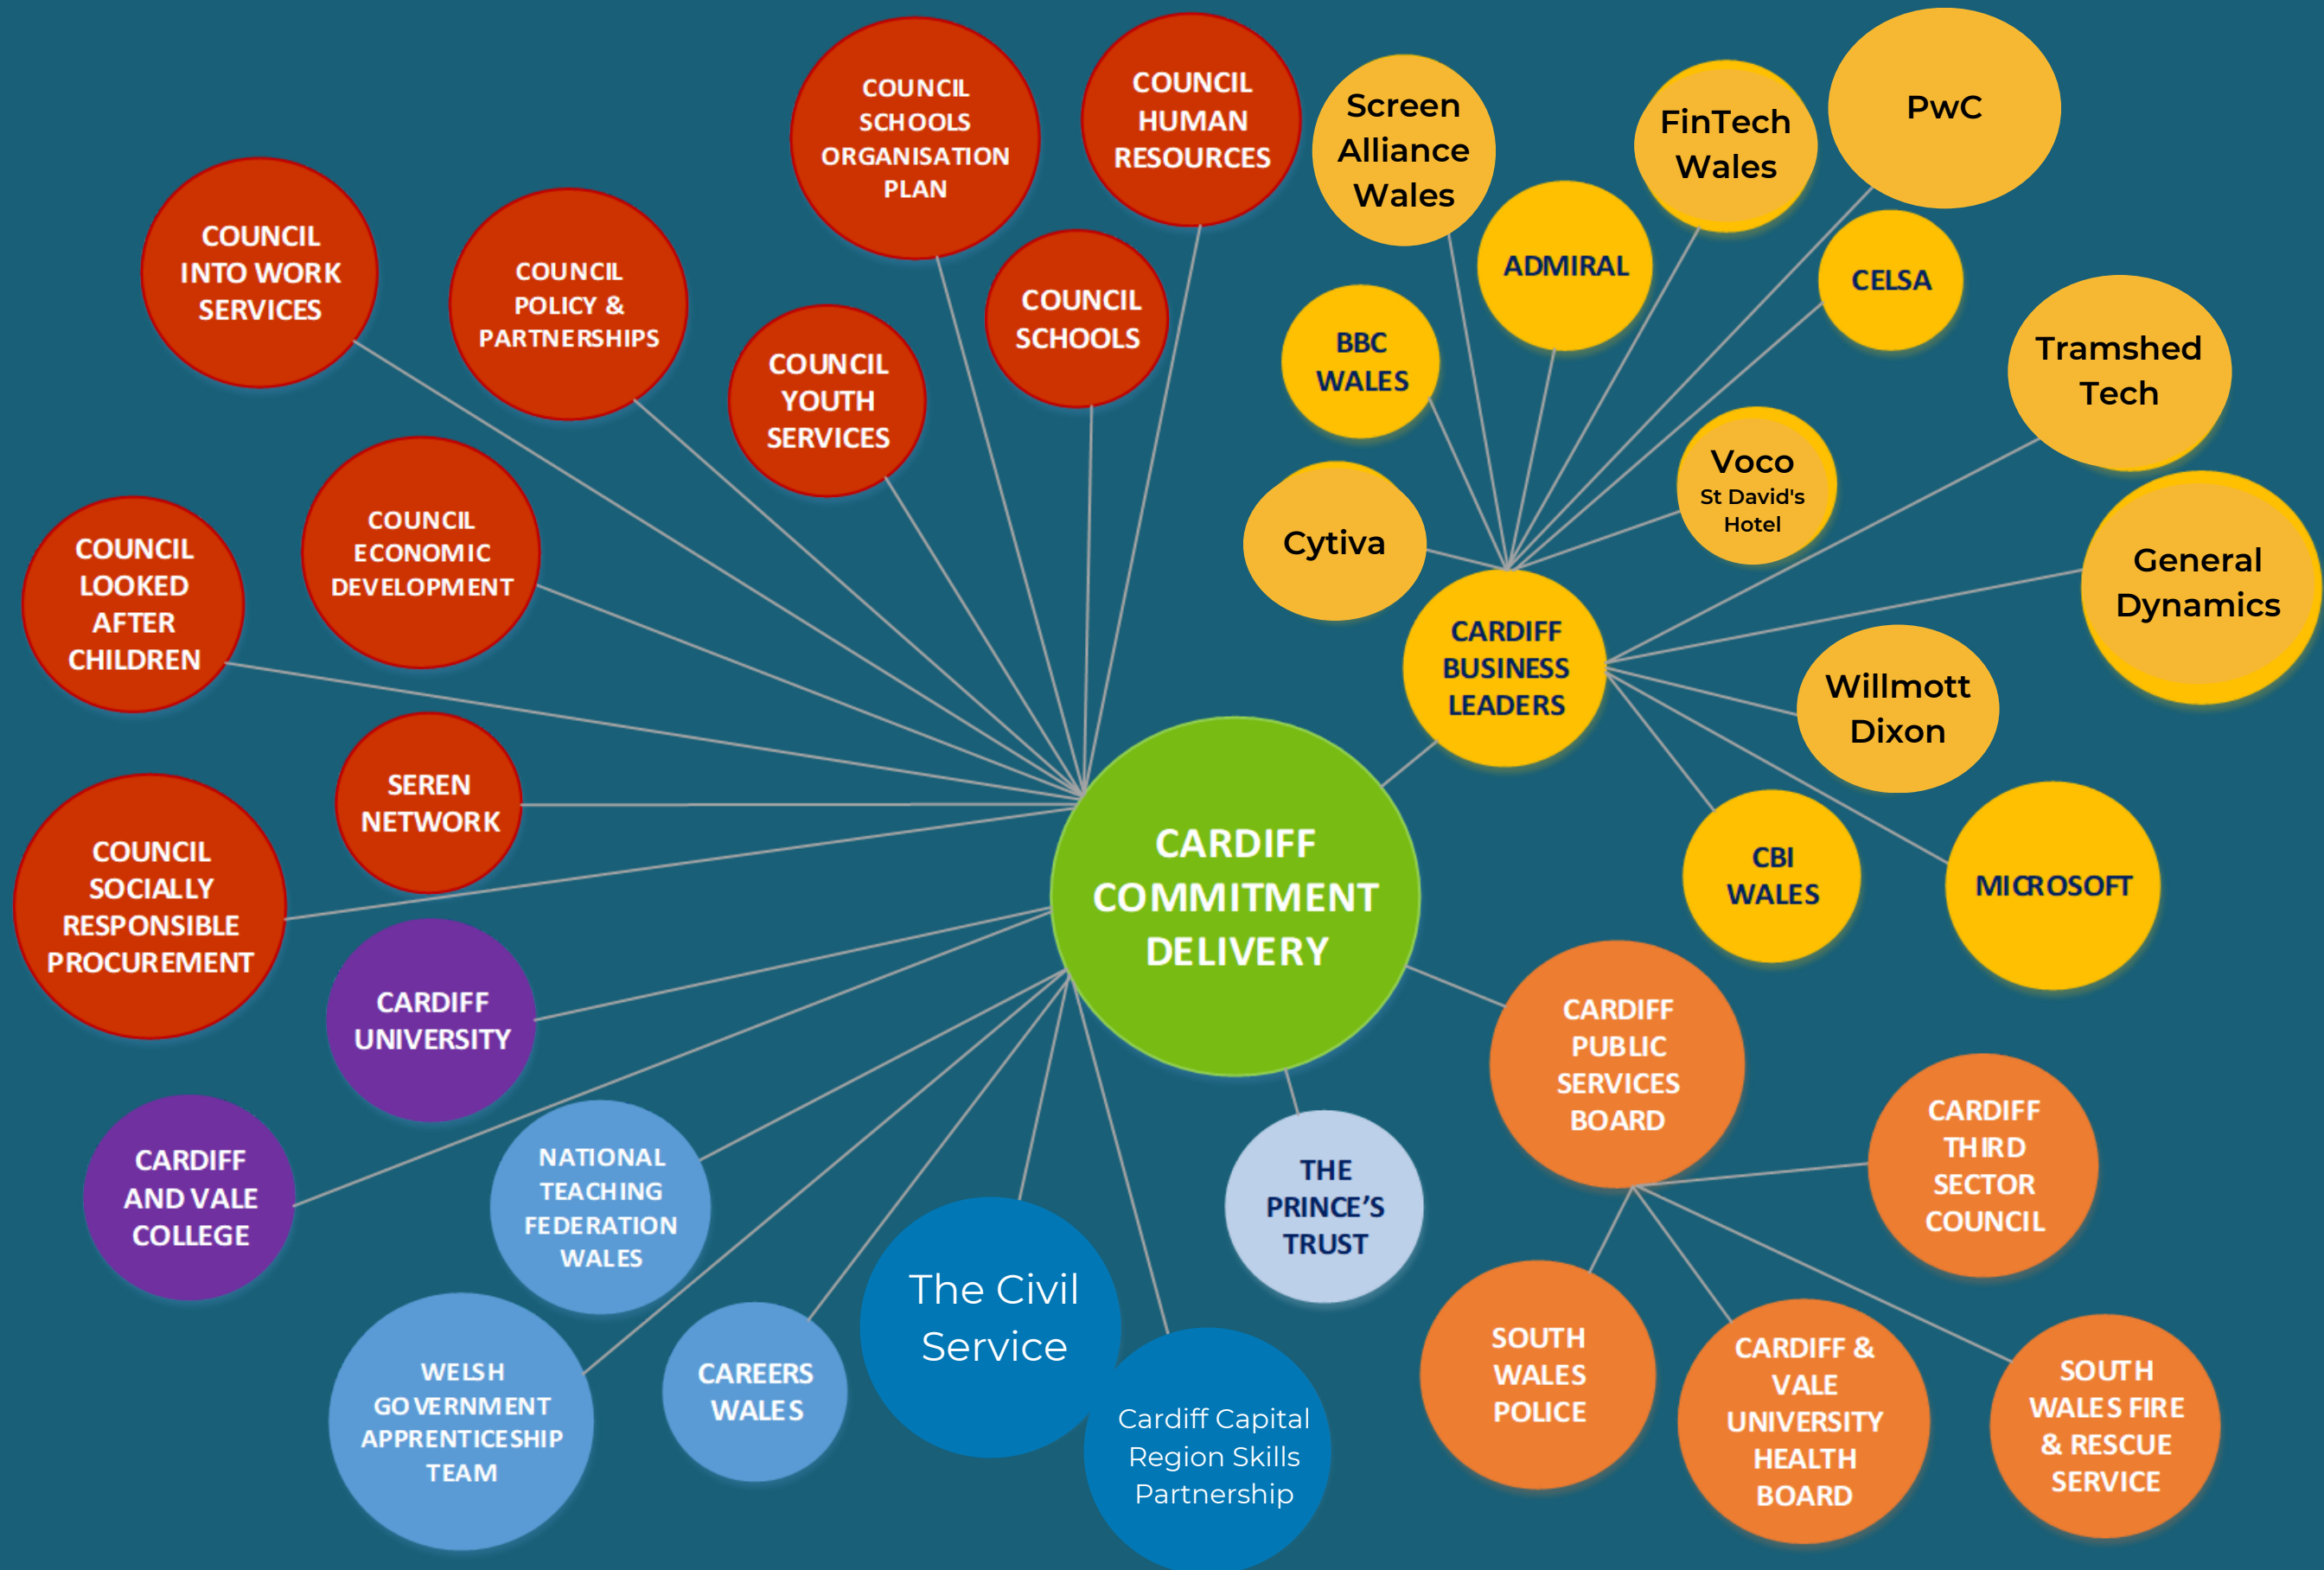 COUNCIL
SCHOOLS
ORGANISATION
PLAN
COUNCIL
HUMAN
RESOURCES
Screen
Alliance
Wales
FinTech
Wales
PwC
COUNCIL
INTO WORK
SERVICES
COUNCIL
POLICY &
PARTNERSHIPS
COUNCIL
YOUTH
SERVICES
COUNCIL
SCHOOLS
BBC
WALES
ADMIRAL
CELSA
Tramshed
Tech
COUNCIL
LOOKED
AFTER
CHILDREN
COUNCIL
ECONOMIC
DEVELOPMENT
Cytiva
Voco
St David's
Hotel
General
Dynamics
CARDIFF
BUSINESS
LEADERS
Willmott
Dixon
SEREN
NETWORK
COUNCIL
SOCIALLY
RESPONSIBLE
PROCUREMENT
CARDIFF
COMMITMENT
DELIVERY
CBI
WALES
MICROSOFT
CARDIFF
UNIVERSITY
CARDIFF
PUBLIC
SERVICES
BOARD
CARDIFF
AND VALE
COLLEGE
NATIONAL
TEACHING
FEDERATION
WALES
THE
PRINCE’S
TRUST
CARDIFF
THIRD
SECTOR
COUNCIL
WELSH
GOVERNMENT
APPRENTICESHIP
TEAM
CAREERS
WALES
The Civil
Service
Cardiff Capital
Region Skills
Partnership
SOUTH
WALES
POLICE
CARDIFF &
VALE
UNIVERSITY
HEALTH
BOARD
SOUTH
WALES FIRE
& RESCUE
SERVICE